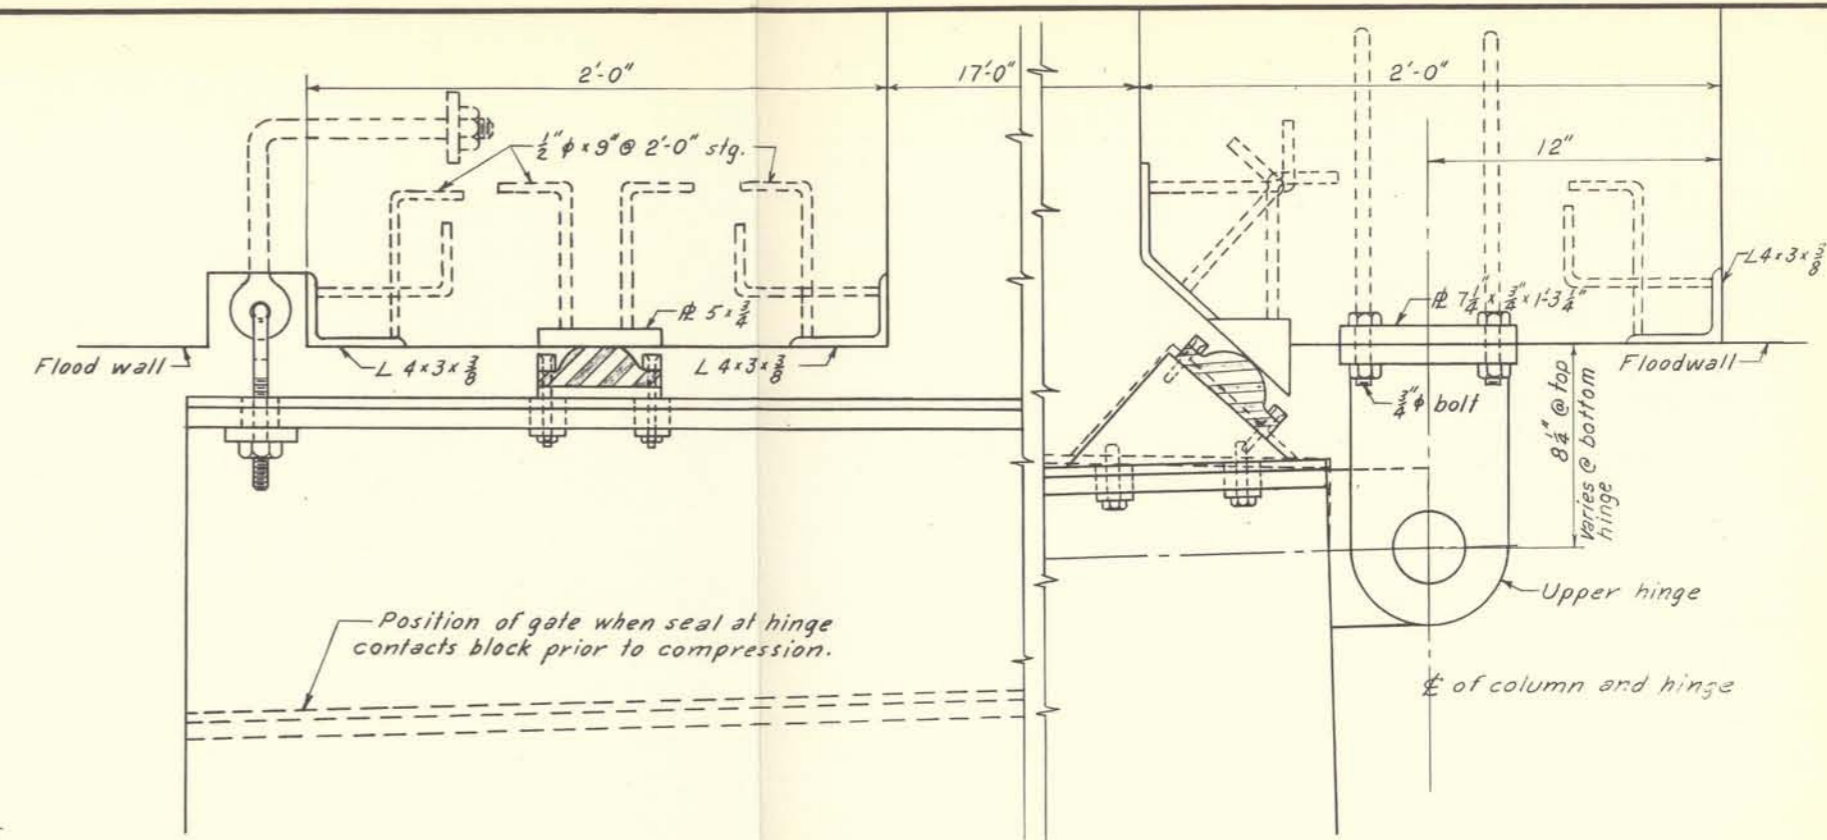 2'-0"
17'-0"
2'-0"
1/2" φ x 9" @ 2'-0" stg.
12"
L4x3x3/8
PL 5 x 3/4
PL 7 1/4" x 3/4" x 1'-3 1/4"
Flood wall
L 4x3x3/8
L 4x3x3/8
3/4" φ bolt
Floodwall
8 1/4" @ top
varies @ bottom
hinge
Upper hinge
Position of gate when seal at hinge
contacts block prior to compression.
℄ of column and hinge